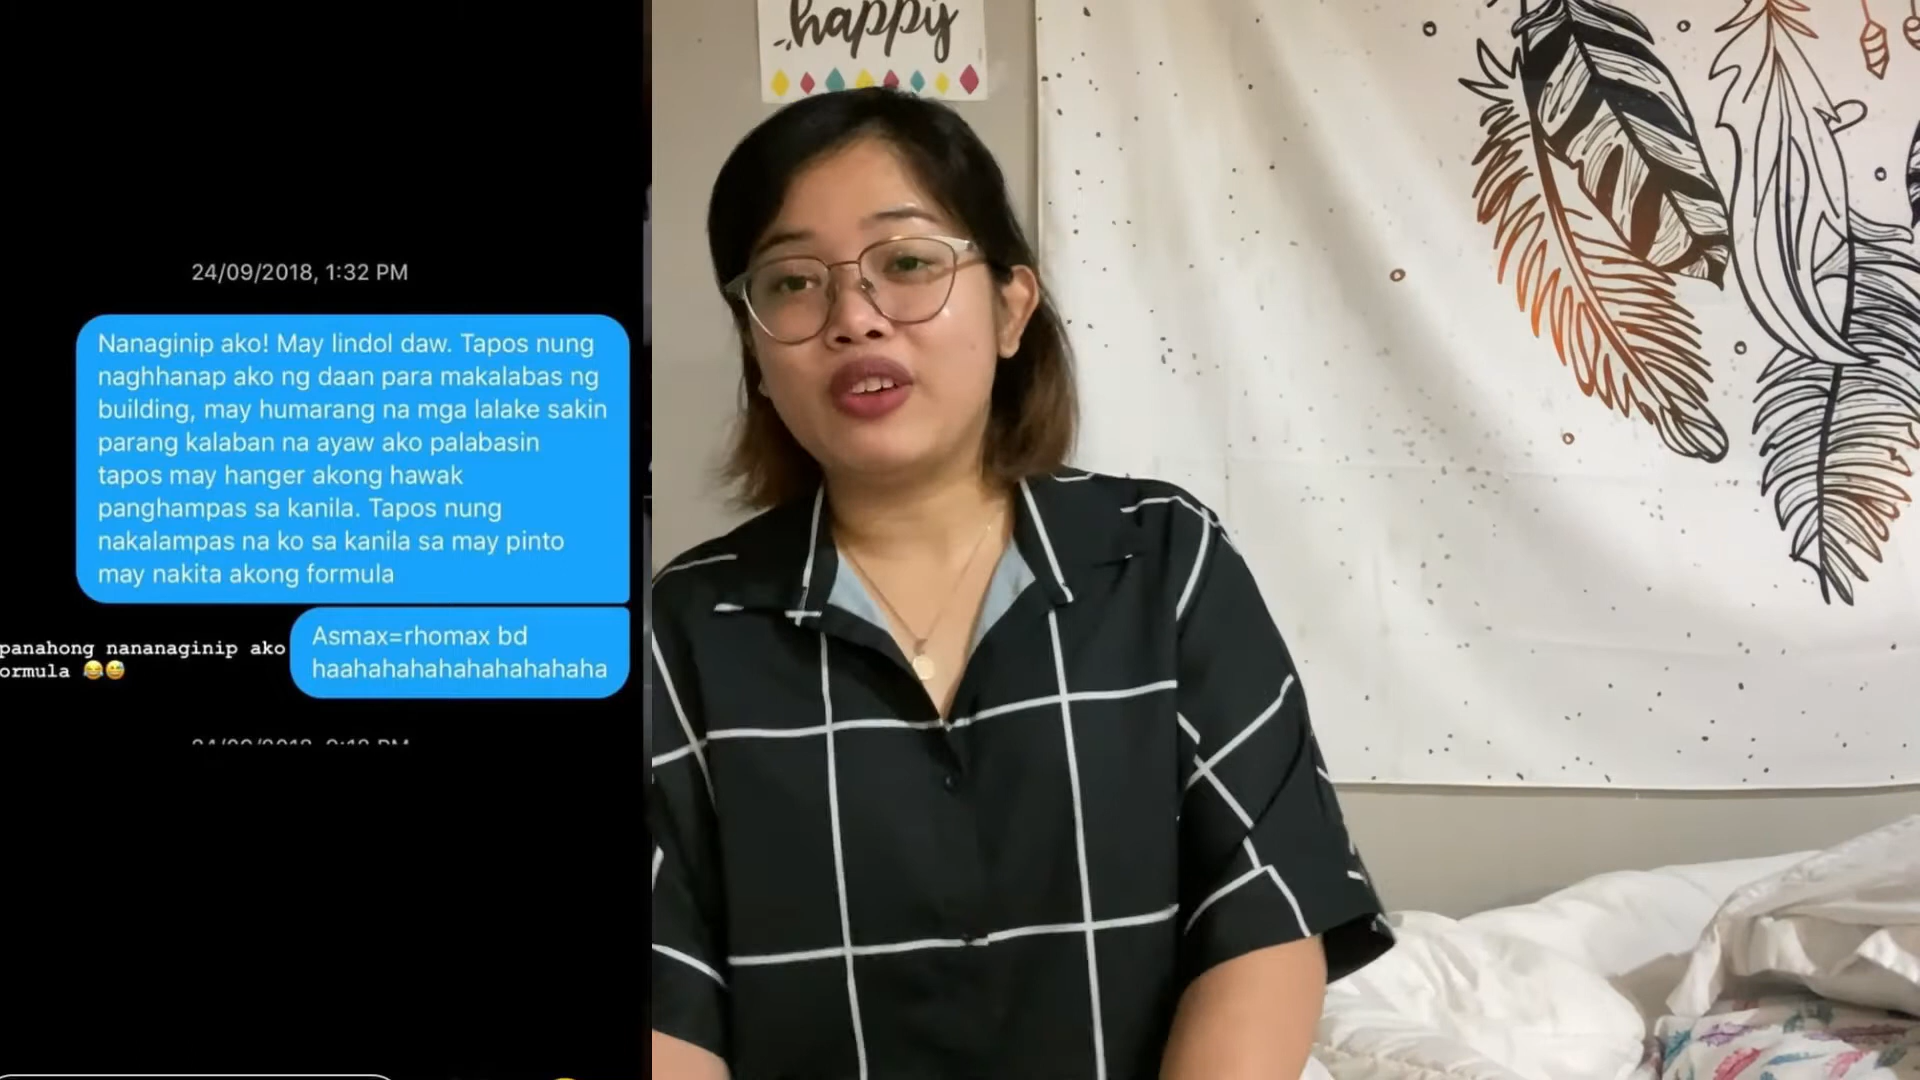 happy
24/09/2018, 1:32 PM
Nanaginip ako! May lindol daw. Tapos nung
naghhanap ako ng daan para makalabas ng
building, may humarang na mga lalake sakin
parang kalaban na ayaw ako palabasin
tapos may hanger akong hawak
panghampas sa kanila. Tapos nung
nakalampas na ko sa kanila sa may pinto
may nakita akong formula
Asmax=rhomax bd
haahahahahahahahahaha
panahong nananaginip ako
ormula 😂😅